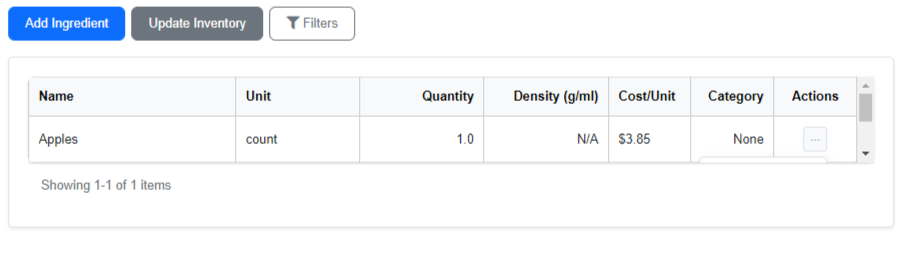 Add Ingredient Update Inventory Filters
Name Unit Quantity Density (g/ml) Cost/Unit Category Actions
Apples count 1.0 N/A $3.85 None ...
Showing 1-1 of 1 items